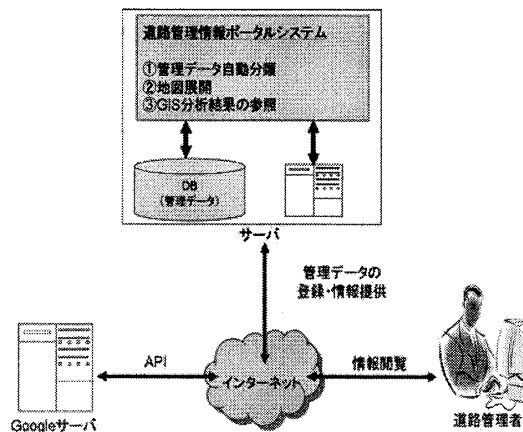 道路管理情報ポータルシステム
①管理データ自動分類
②地図展開
③GIS分析結果の参照
DB
(管理データ)
サーバ
管理データの
登録・情報提供
API
インターネット
情報閲覧
Googleサーバ
道路管理者